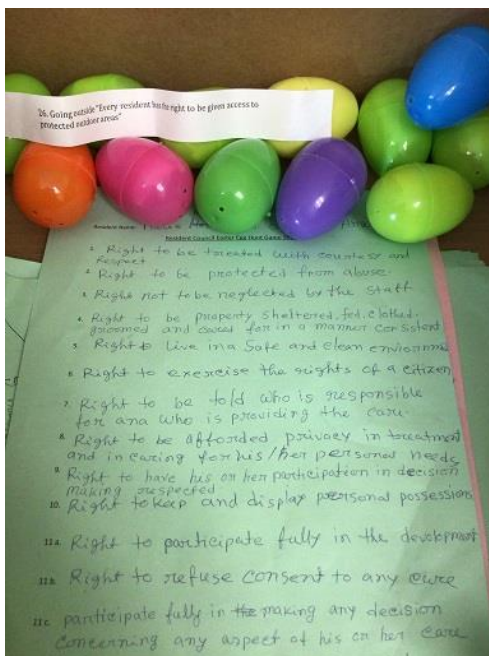 26. Going outside "Every resident has the right to be given access to
protected outdoor areas"
Resident Name:
Resident Council Easter Egg Hunt Game
1. Right to be treated with courtesy and
Respect
2. Right to be protected from abuse
3. Right not to be neglected by the staff
4. Right to be property sheltered, fed, clothed,
groomed and cared for in a manner consistent
5. Right to Live in a Safe and clean envionme
6. Right to exercise the rights of a citizen
7. Right to be told who is responsible
for ana who is providing the care.
8. Right to be afforded privacy in treatment
and in caring for his/her personal needs
9. Right to have his or her participation in decision
making respected
10. Right to keep and display personal possessions
11a. Right to participate fully in the development
11b. Right to refuse consent to any
11c. participate fully in the making any decision
concerning any aspect of his or her care